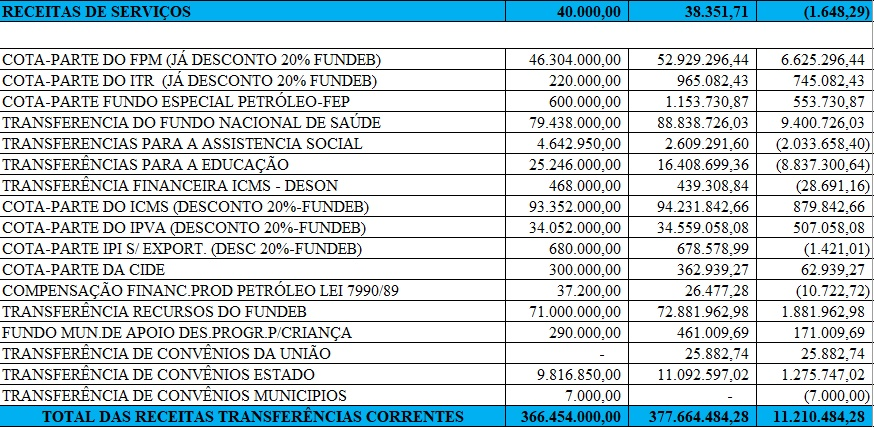 RECEITAS DE SERVIÇOS 40.000,00 38.351,71 (1.648,29)
COTA-PARTE DO FPM (JÁ DESCONTO 20% FUNDEB) 46.304.000,00 52.929.296,44 6.625.296,44
COTA-PARTE DO ITR (JÁ DESCONTO 20% FUNDEB) 220.000,00 965.082,43 745.082,43
COTA-PARTE FUNDO ESPECIAL PETRÓLEO-FEP 600.000,00 1.153.730,87 553.730,87
TRANSFERENCIA DO FUNDO NACIONAL DE SAÚDE 79.438.000,00 88.838.726,03 9.400.726,03
TRANSFERENCIAS PARA A ASSISTENCIA SOCIAL 4.642.950,00 2.609.291,60 (2.033.658,40)
TRANSFERÊNCIAS PARA A EDUCAÇÃO 25.246.000,00 16.408.699,36 (8.837.300,64)
TRANSFERÊNCIA FINANCEIRA ICMS - DESON 468.000,00 439.308,84 (28.691,16)
COTA-PARTE DO ICMS (DESCONTO 20%-FUNDEB) 93.352.000,00 94.231.842,66 879.842,66
COTA-PARTE DO IPVA (DESCONTO 20%-FUNDEB) 34.052.000,00 34.559.058,08 507.058,08
COTA-PARTE IPI S/ EXPORT. (DESC 20%-FUNDEB) 680.000,00 678.578,99 (1.421,01)
COTA-PARTE DA CIDE 300.000,00 362.939,27 62.939,27
COMPENSAÇÃO FINANC.PROD PETRÓLEO LEI 7990/89 37.200,00 26.477,28 (10.722,72)
TRANSFERÊNCIA RECURSOS DO FUNDEB 71.000.000,00 72.881.962,98 1.881.962,98
FUNDO MUN.DE APOIO DES.PROGR.P/CRIANÇA 290.000,00 461.009,69 171.009,69
TRANSFERÊNCIA DE CONVÊNIOS DA UNIÃO - 25.882,74 25.882,74
TRANSFERÊNCIA DE CONVÊNIOS ESTADO 9.816.850,00 11.092.597,02 1.275.747,02
TRANSFERÊNCIA DE CONVÊNIOS MUNICIPIOS 7.000,00 - (7.000,00)
TOTAL DAS RECEITAS TRANSFERÊNCIAS CORRENTES 366.454.000,00 377.664.484,28 11.210.484,28